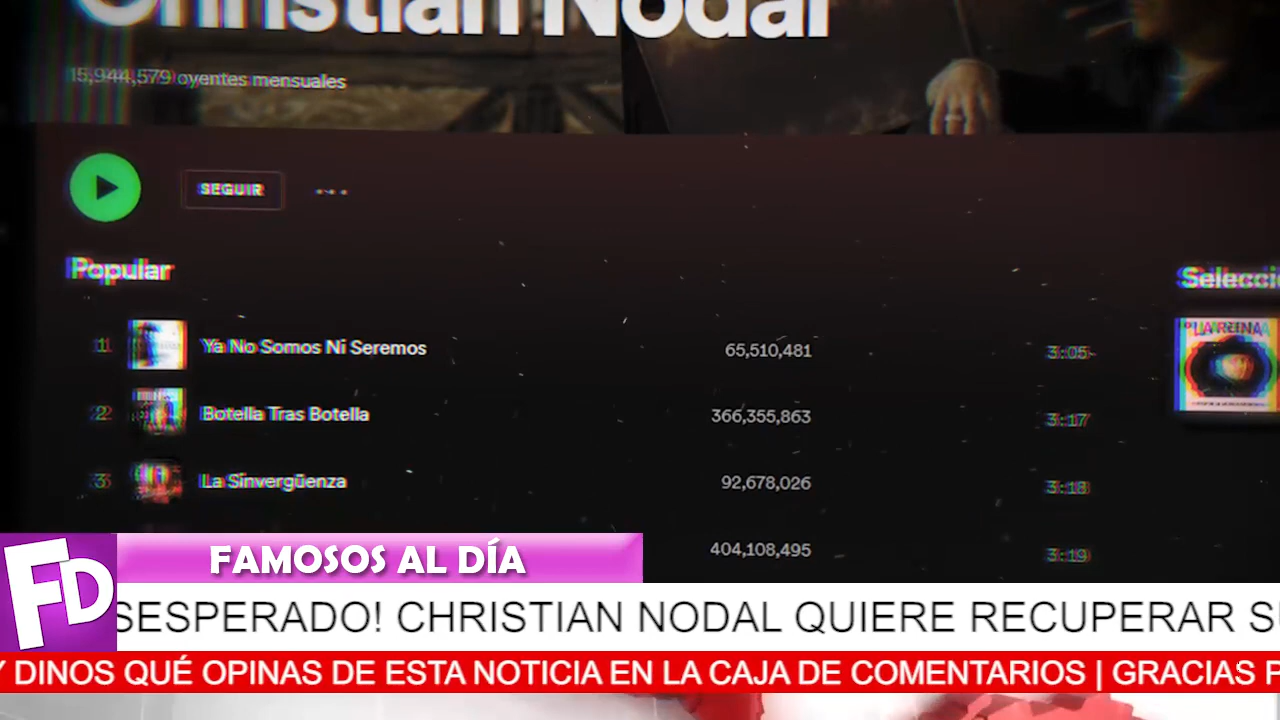 Christian Nodal
15,944,579 oyentes mensuales
SEGUIR
Popular
Selecci
1 Ya No Somos Ni Seremos 65,510,481 3:05
LA REINA
2 Botella Tras Botella 366,355,863 3:17
3 La Sinvergüenza 92,678,026 3:18
404,108,495 3:19
FD
FAMOSOS AL DÍA
SESPERADO! CHRISTIAN NODAL QUIERE RECUPERAR S
Y DINOS QUÉ OPINAS DE ESTA NOTICIA EN LA CAJA DE COMENTARIOS | GRACIAS P